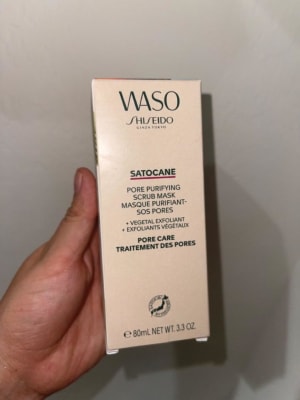 WASO
SHISEIDO
GINZA TOKYO
SATOCANE
PORE PURIFYING
SCRUB MASK
MASQUE PURIFIANT-
SOS PORES
+ VEGETAL EXFOLIANT
+ EXFOLIANTS VÉGÉTAUX
PORE CARE
TRAITEMENT DES PORES
℮ 80mL NET WT. 3.3 OZ.